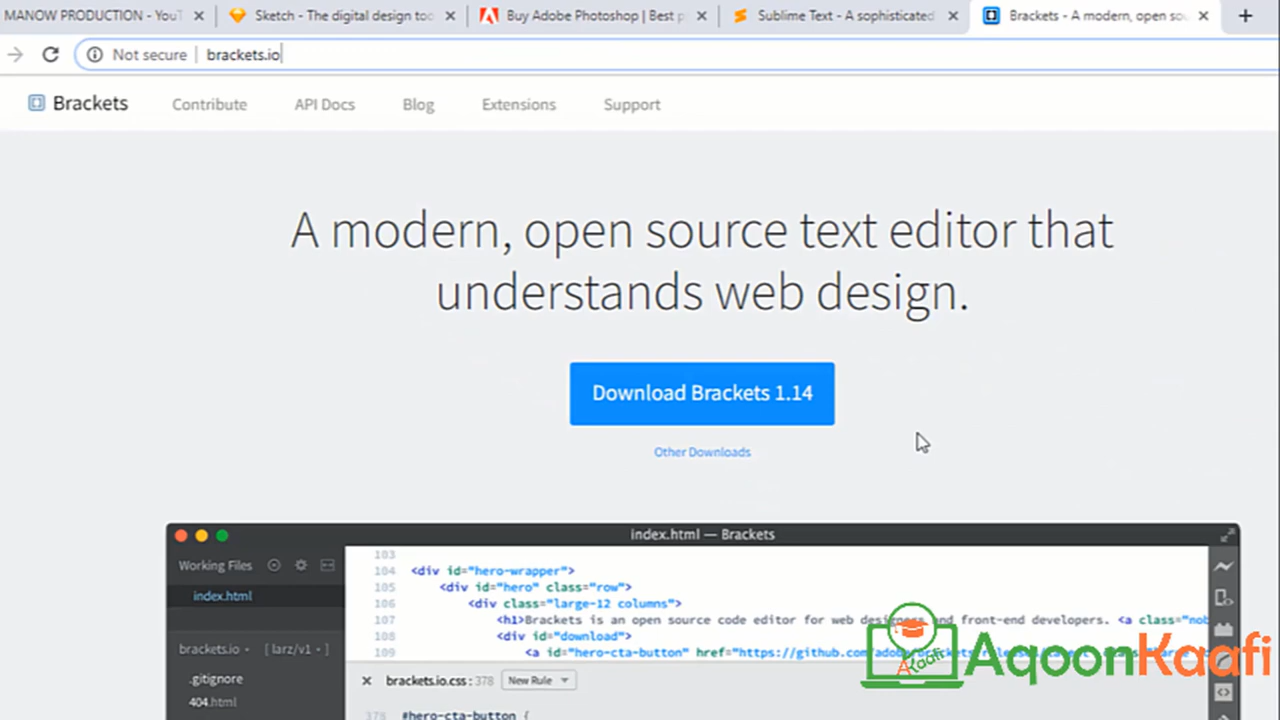 MANOW PRODUCTION - YouT
Sketch - The digital design too
Buy Adobe Photoshop | Best p
Sublime Text - A sophisticated
Brackets - A modern, open sou
Not secure | brackets.io
Brackets
Contribute
API Docs
Blog
Extensions
Support
A modern, open source text editor that
understands web design.
Download Brackets 1.14
Other Downloads
index.html — Brackets
Working Files
index.html
brackets.io
[ larz/v1 ]
.gitignore
404.html
103
104 <div id="hero-wrapper">
105 <div id="hero" class="row">
106 <div class="large-12 columns">
107 <h1>Brackets is an open source code editor for web designers and front-end developers. <a class="nob
108 <div id="download">
109 <a id="hero-cta-button" href="https://github.com/adobe/brackets
brackets.io.css : 378 New Rule
378 #hero-cta-button {
AKaafi
AqoonKaafi